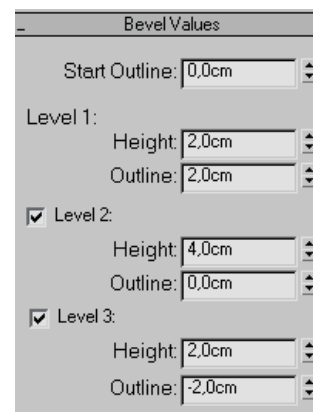 Bevel Values
Start Outline: 0,0cm
Level 1:
Height: 2,0cm
Outline: 2,0cm
Level 2:
Height: 4,0cm
Outline: 0,0cm
Level 3:
Height: 2,0cm
Outline: -2,0cm